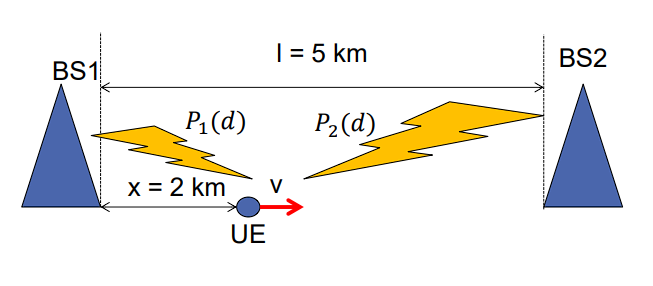 l = 5 km
BS1
BS2
P₁(d)
P₂(d)
x = 2 km
v
UE